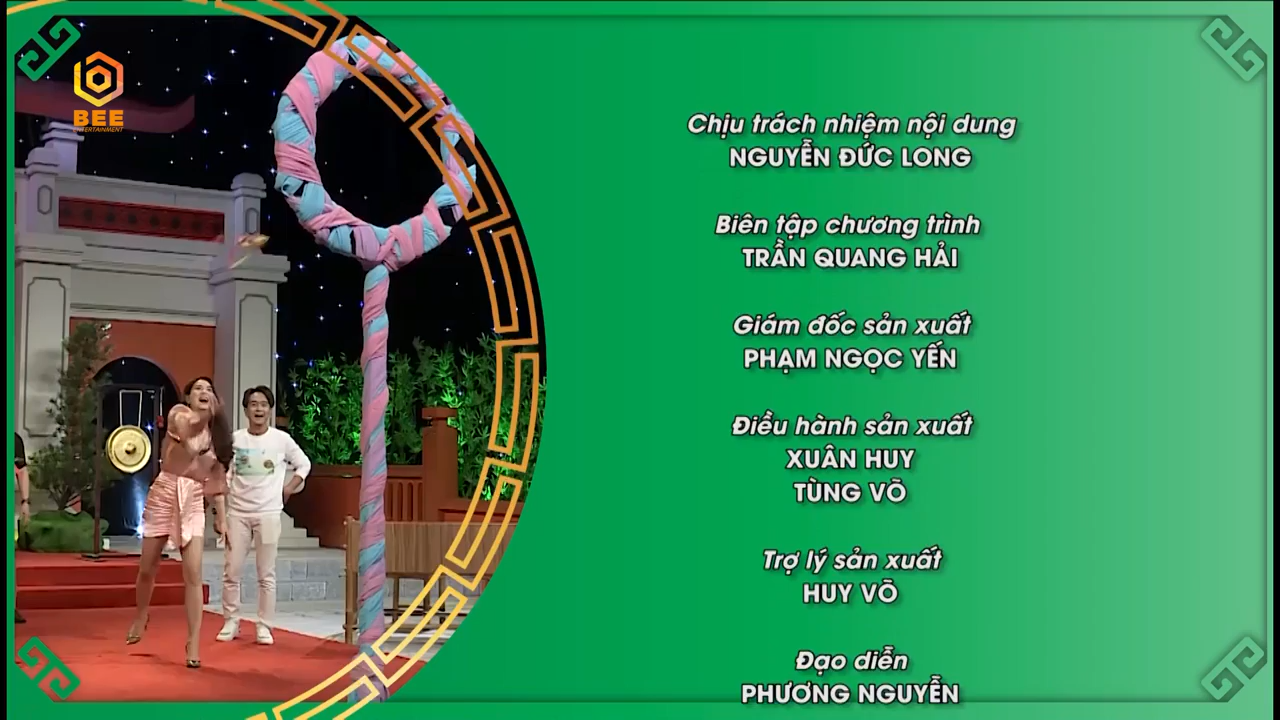 BEE
ENTERTAINMENT
Chịu trách nhiệm nội dung
NGUYỄN ĐỨC LONG
Biên tập chương trình
TRẦN QUANG HẢI
Giám đốc sản xuất
PHẠM NGỌC YẾN
Điều hành sản xuất
XUÂN HUY
TÙNG VÕ
Trợ lý sản xuất
HUY VÕ
Đạo diễn
PHƯƠNG NGUYỄN